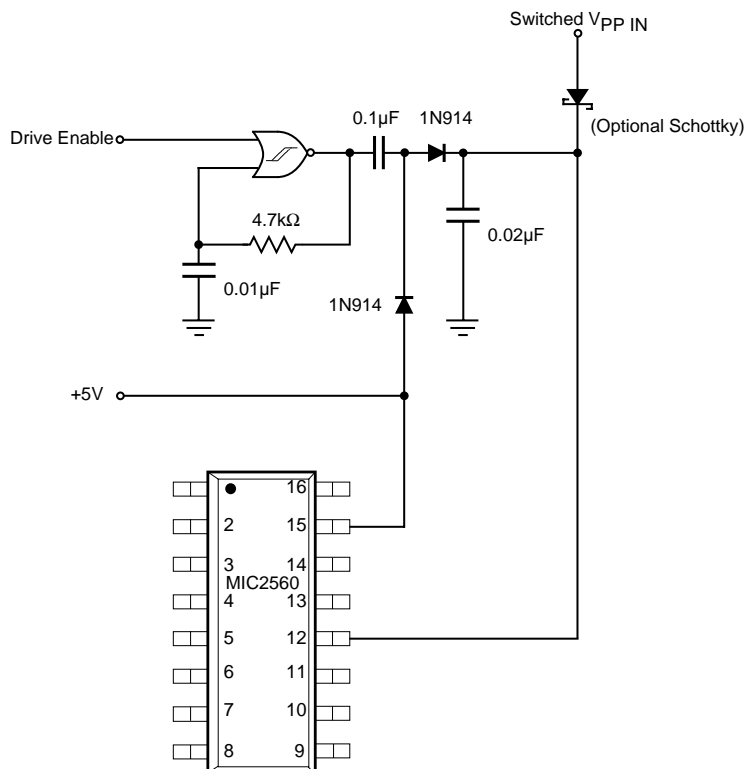 Switched VPP IN
(Optional Schottky)
0.1µF
1N914
Drive Enable
4.7kΩ
0.02µF
0.01µF
1N914
+5V
16
2
15
3
14
MIC2560
4
13
5
12
6
11
7
10
8
9